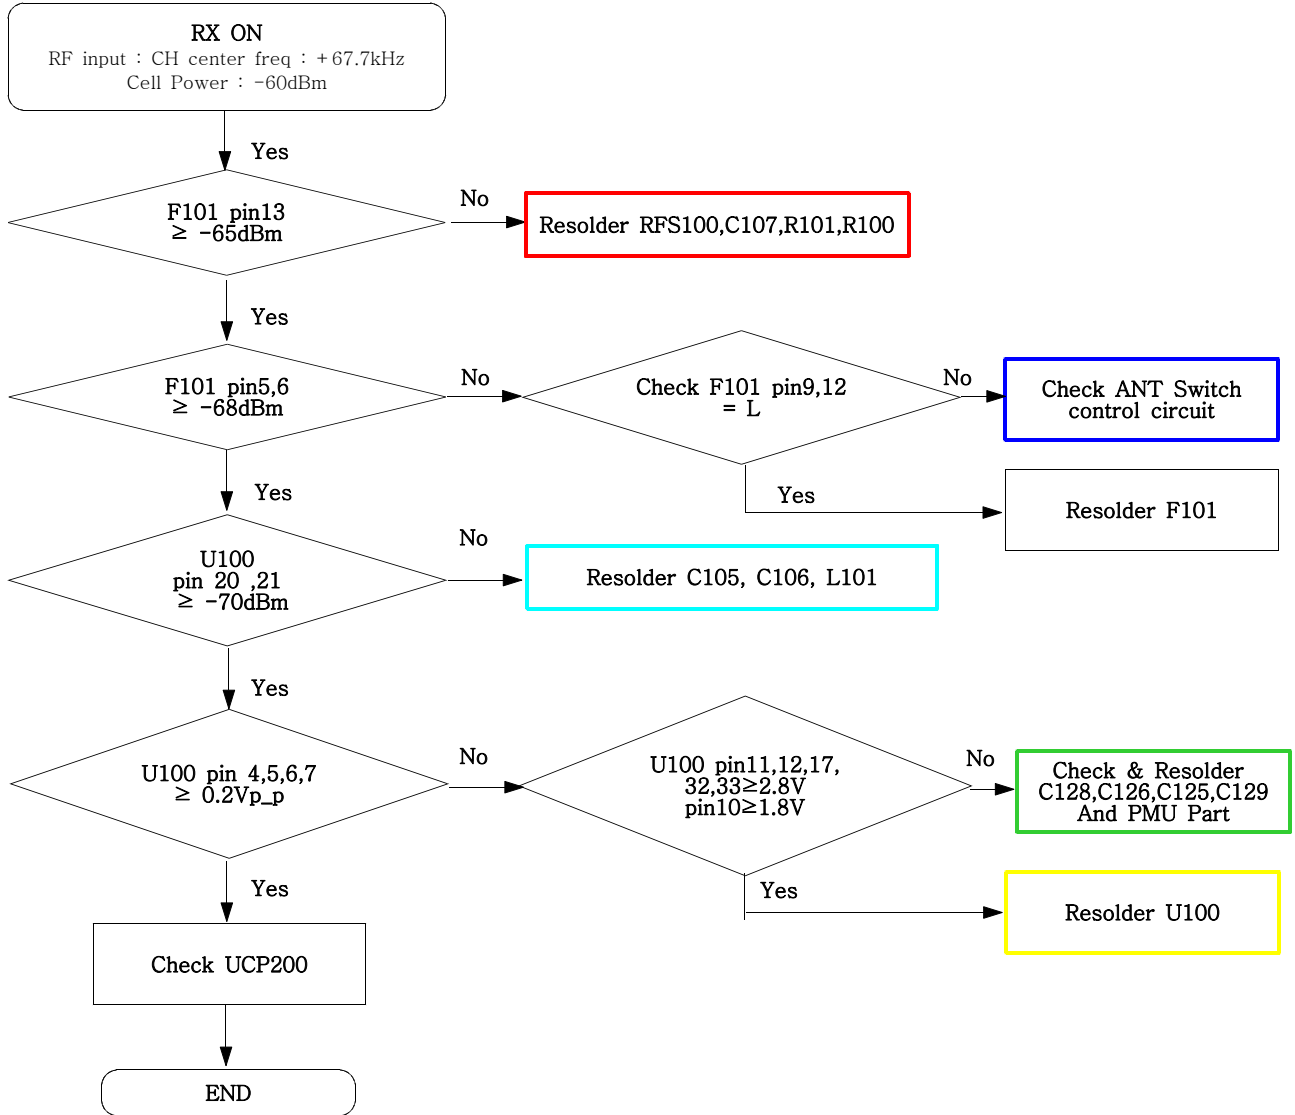 RX ON
RF input : CH center freq : +67.7kHz
Cell Power : -60dBm
Yes
F101 pin13
≥ -65dBm
No
Resolder RFS100,C107,R101,R100
Yes
F101 pin5,6
≥ -68dBm
No
Check F101 pin9,12
= L
No
Check ANT Switch
control circuit
Yes
Resolder F101
Yes
U100
pin 20 ,21
≥ -70dBm
No
Resolder C105, C106, L101
Yes
U100 pin 4,5,6,7
≥ 0.2Vp_p
No
U100 pin11,12,17,
32,33≥2.8V
pin10≥1.8V
No
Check & Resolder
C128,C126,C125,C129
And PMU Part
Yes
Resolder U100
Yes
Check UCP200
END